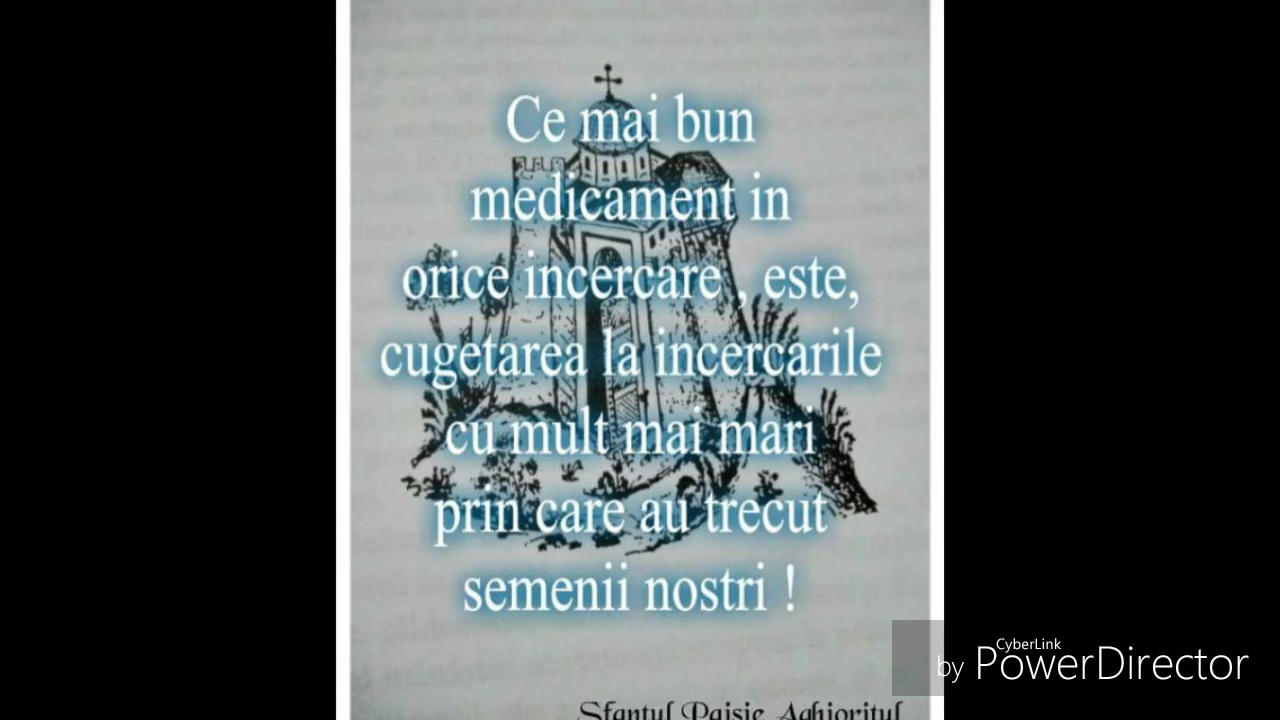 Ce mai bun
medicament in
orice incercare , este,
cugetarea la incercarile
cu mult mai mari
prin care au trecut
semenii nostri !
Sfantul Paisie Aghioritul
CyberLink
by PowerDirector